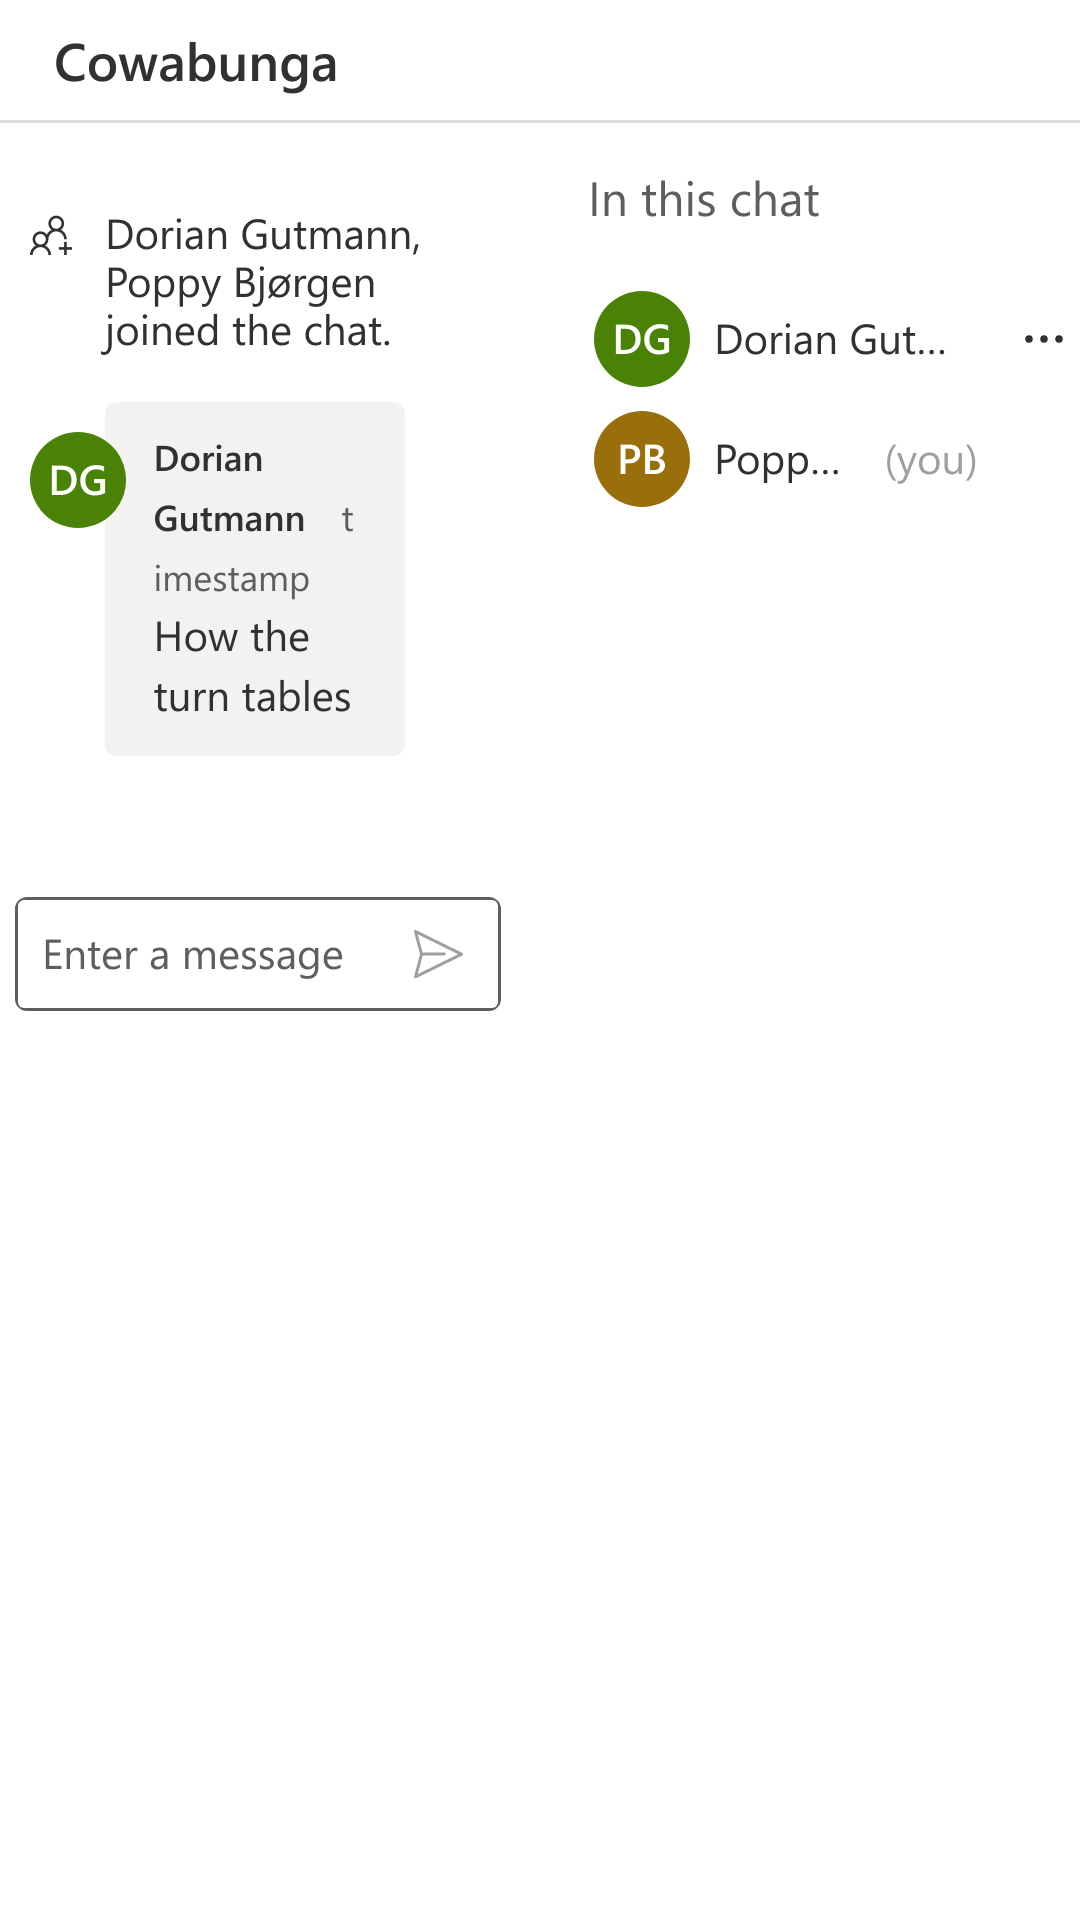 Cowabunga
Dorian Gutmann,
Poppy Bjørgen
joined the chat.
DG
Dorian
Gutmann t
imestamp
How the
turn tables
Enter a message
In this chat
DG Dorian Gut...
PB Popp... (you)